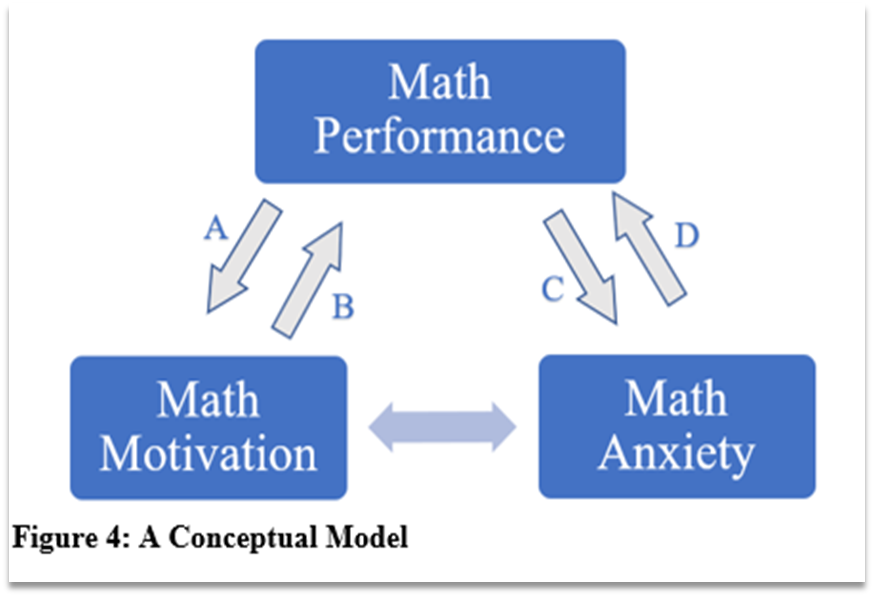 Math
Performance
A
B
C
D
Math
Motivation
Math
Anxiety
Figure 4: A Conceptual Model